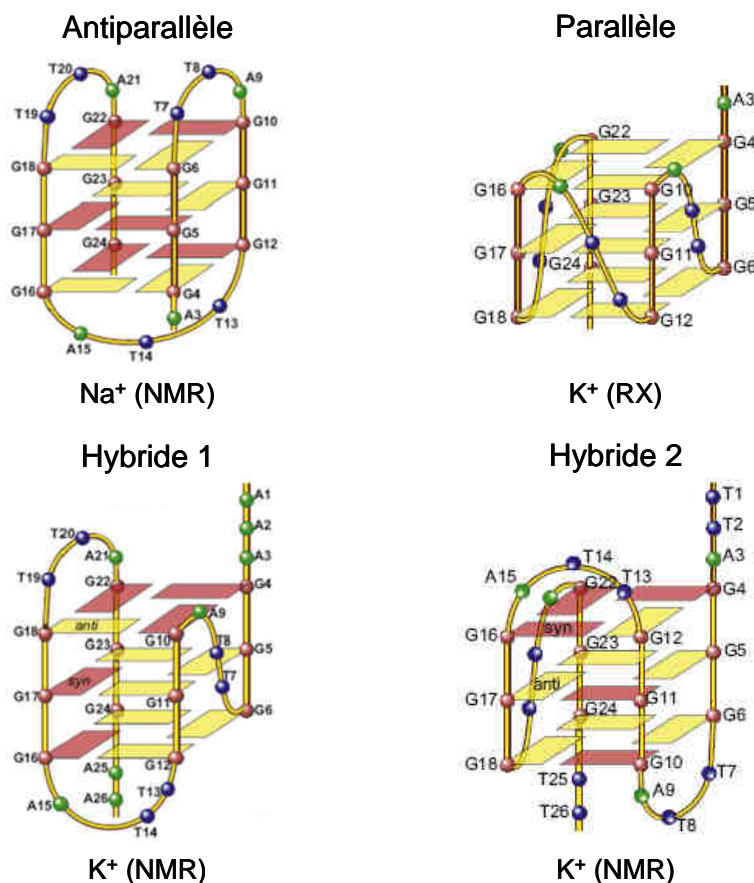 Antiparallèle
T20
A21
T8
A9
T19
T7
G22
G10
G18
G6
G23
G11
G17
G5
G24
G12
G16
G4
A3
T13
A15
T14
Na⁺ (NMR)
Parallèle
A3
G22
G4
G16
G10
G23
G5
G17
G24
G11
G6
G18
G12
K⁺ (RX)
Hybride 1
A1
A2
T20
A21
A3
T19
G22
G4
A9
G18
anti
G10
G23
T8
G5
T7
G17
syn
G11
G24
G6
G16
G12
A25
T13
A15
A26
T14
K⁺ (NMR)
Hybride 2
T1
T2
T14
A3
A15
G22
T13
G4
G16
syn
G12
G23
G5
G17
anti
G11
G24
G6
G18
G10
T25
T7
A9
T26
T8
K⁺ (NMR)